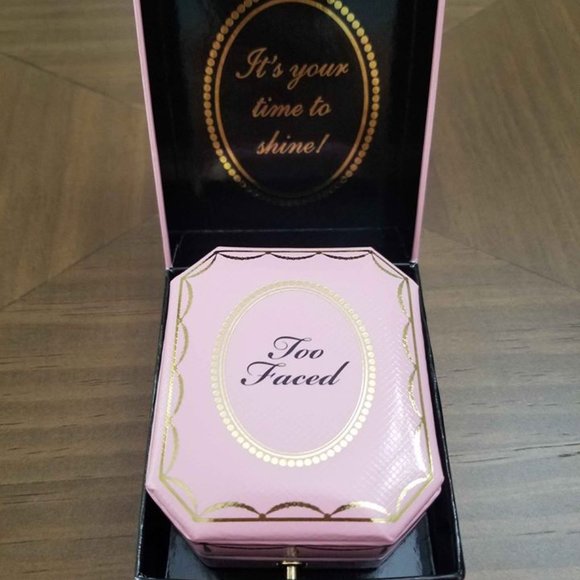 It's your
time to
shine!
Too
Faced